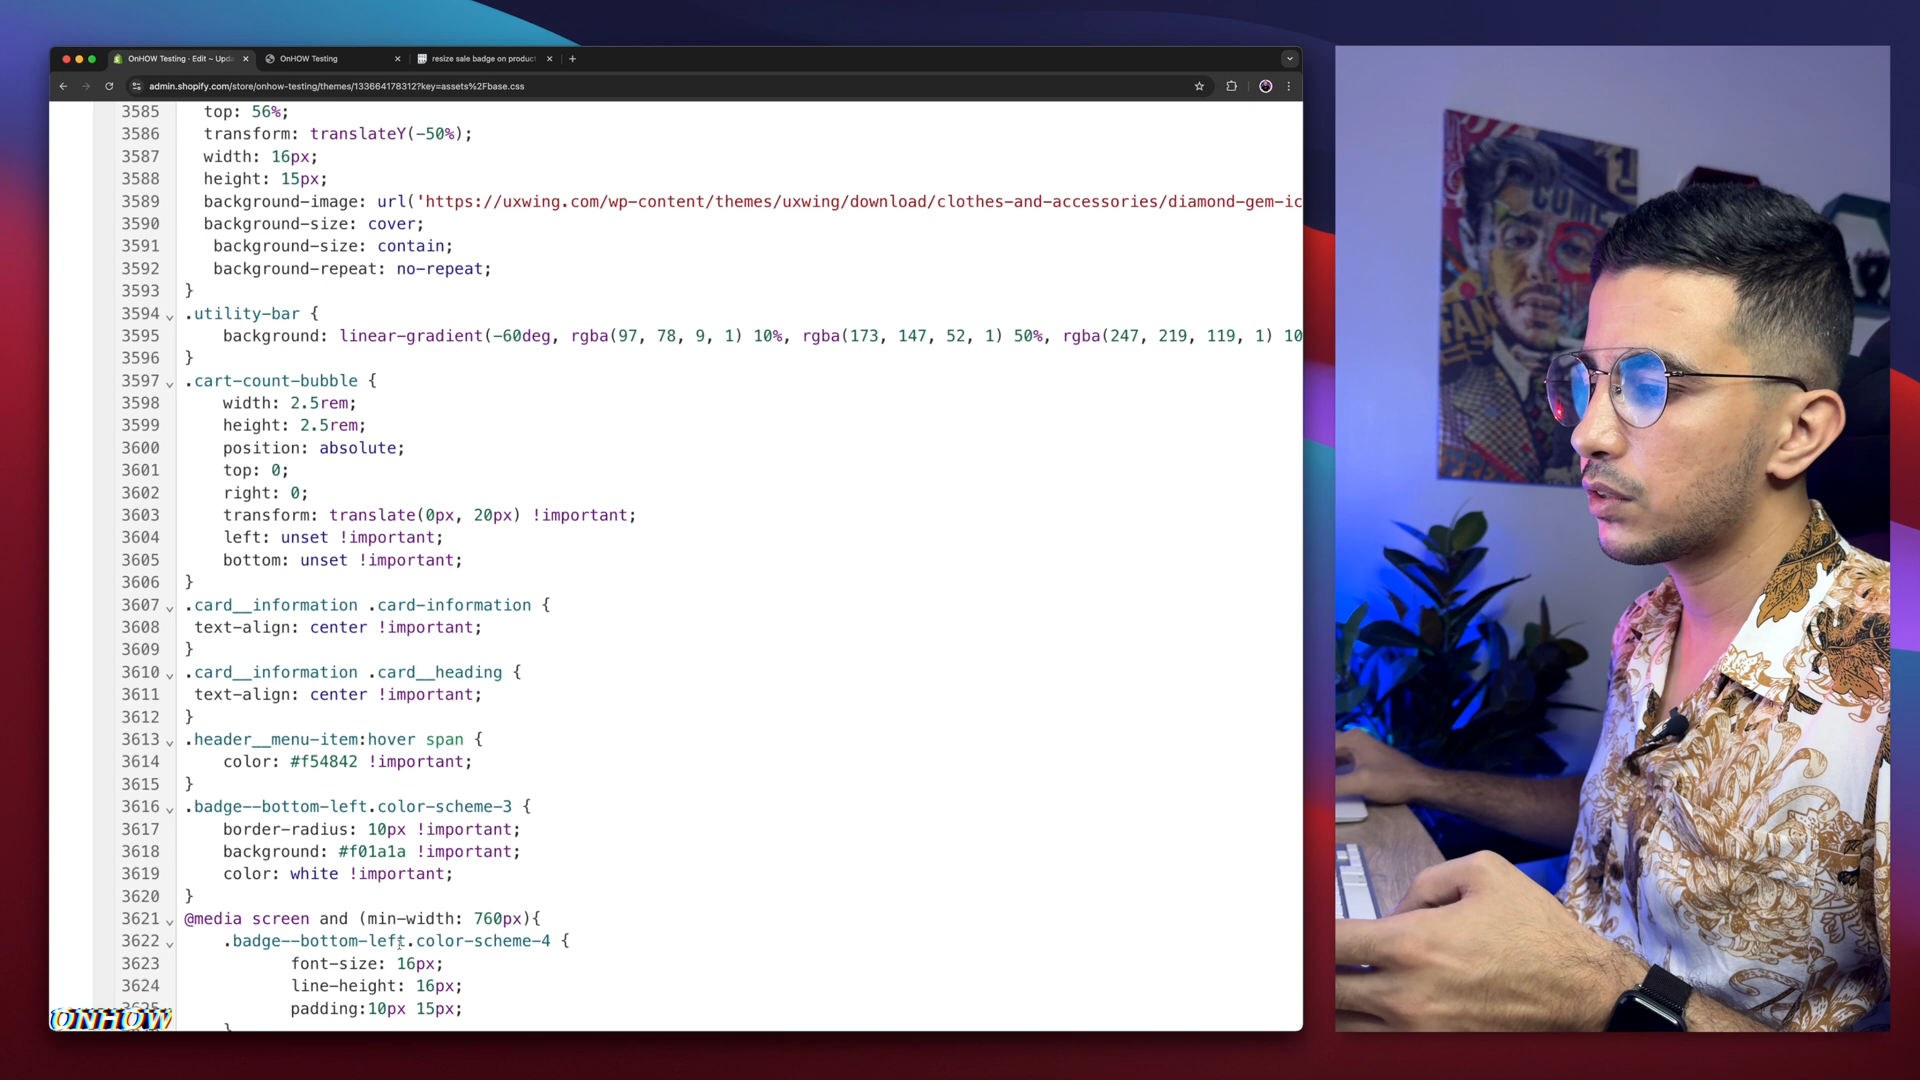 OnHOW Testing · Edit ~ Upda
OnHOW Testing
resize sale badge on product
admin.shopify.com/store/onhow-testing/themes/133664178312?key=assets%2Fbase.css
3585 top: 56%;
3586 transform: translateY(-50%);
3587 width: 16px;
3588 height: 15px;
3589 background-image: url('https://uxwing.com/wp-content/themes/uxwing/download/clothes-and-accessories/diamond-gem-ic
3590 background-size: cover;
3591 background-size: contain;
3592 background-repeat: no-repeat;
3593 }
3594 .utility-bar {
3595 background: linear-gradient(-60deg, rgba(97, 78, 9, 1) 10%, rgba(173, 147, 52, 1) 50%, rgba(247, 219, 119, 1) 10
3596 }
3597 .cart-count-bubble {
3598 width: 2.5rem;
3599 height: 2.5rem;
3600 position: absolute;
3601 top: 0;
3602 right: 0;
3603 transform: translate(0px, 20px) !important;
3604 left: unset !important;
3605 bottom: unset !important;
3606 }
3607 .card__information .card-information {
3608 text-align: center !important;
3609 }
3610 .card__information .card__heading {
3611 text-align: center !important;
3612 }
3613 .header__menu-item:hover span {
3614 color: #f54842 !important;
3615 }
3616 .badge--bottom-left.color-scheme-3 {
3617 border-radius: 10px !important;
3618 background: #f01a1a !important;
3619 color: white !important;
3620 }
3621 @media screen and (min-width: 760px){
3622 .badge--bottom-left.color-scheme-4 {
3623 font-size: 16px;
3624 line-height: 16px;
3625 padding:10px 15px;
}
ONHOW